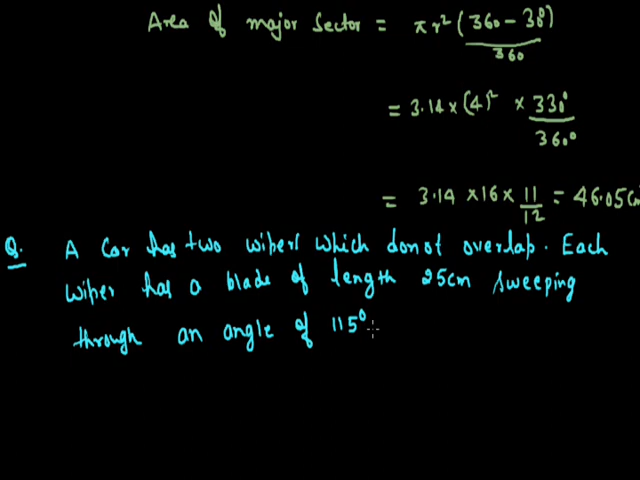 Area of major Sector = πr² (360 - 30°)/360
= 3.14 × (4)² × 330°/360°
= 3.14 × 16 × 11/12 = 46.05cm
Q. A Car has two wipers which donot overlap. Each
wiper has a blade of length 25cm sweeping
through an angle of 115°